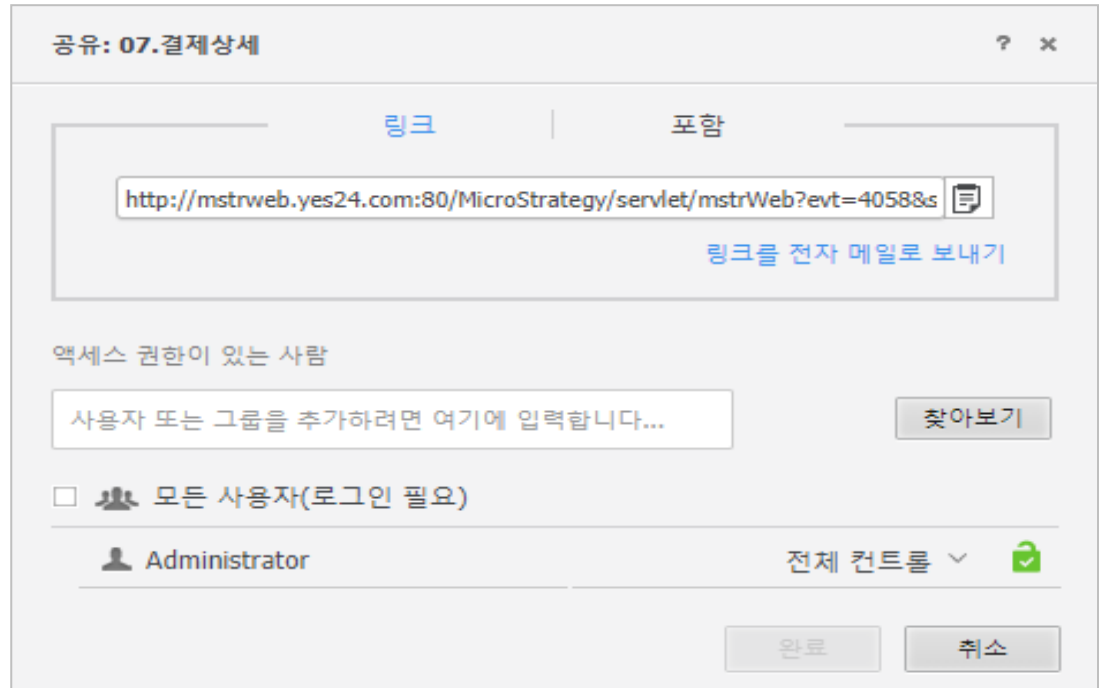 공유: 07.결제상세 ? ×
링크 포함
http://mstrweb.yes24.com:80/MicroStrategy/servlet/mstrWeb?evt=4058&s
링크를 전자 메일로 보내기
액세스 권한이 있는 사람
사용자 또는 그룹을 추가하려면 여기에 입력합니다...
찾아보기
모든 사용자(로그인 필요)
Administrator 전체 컨트롤
완료 취소